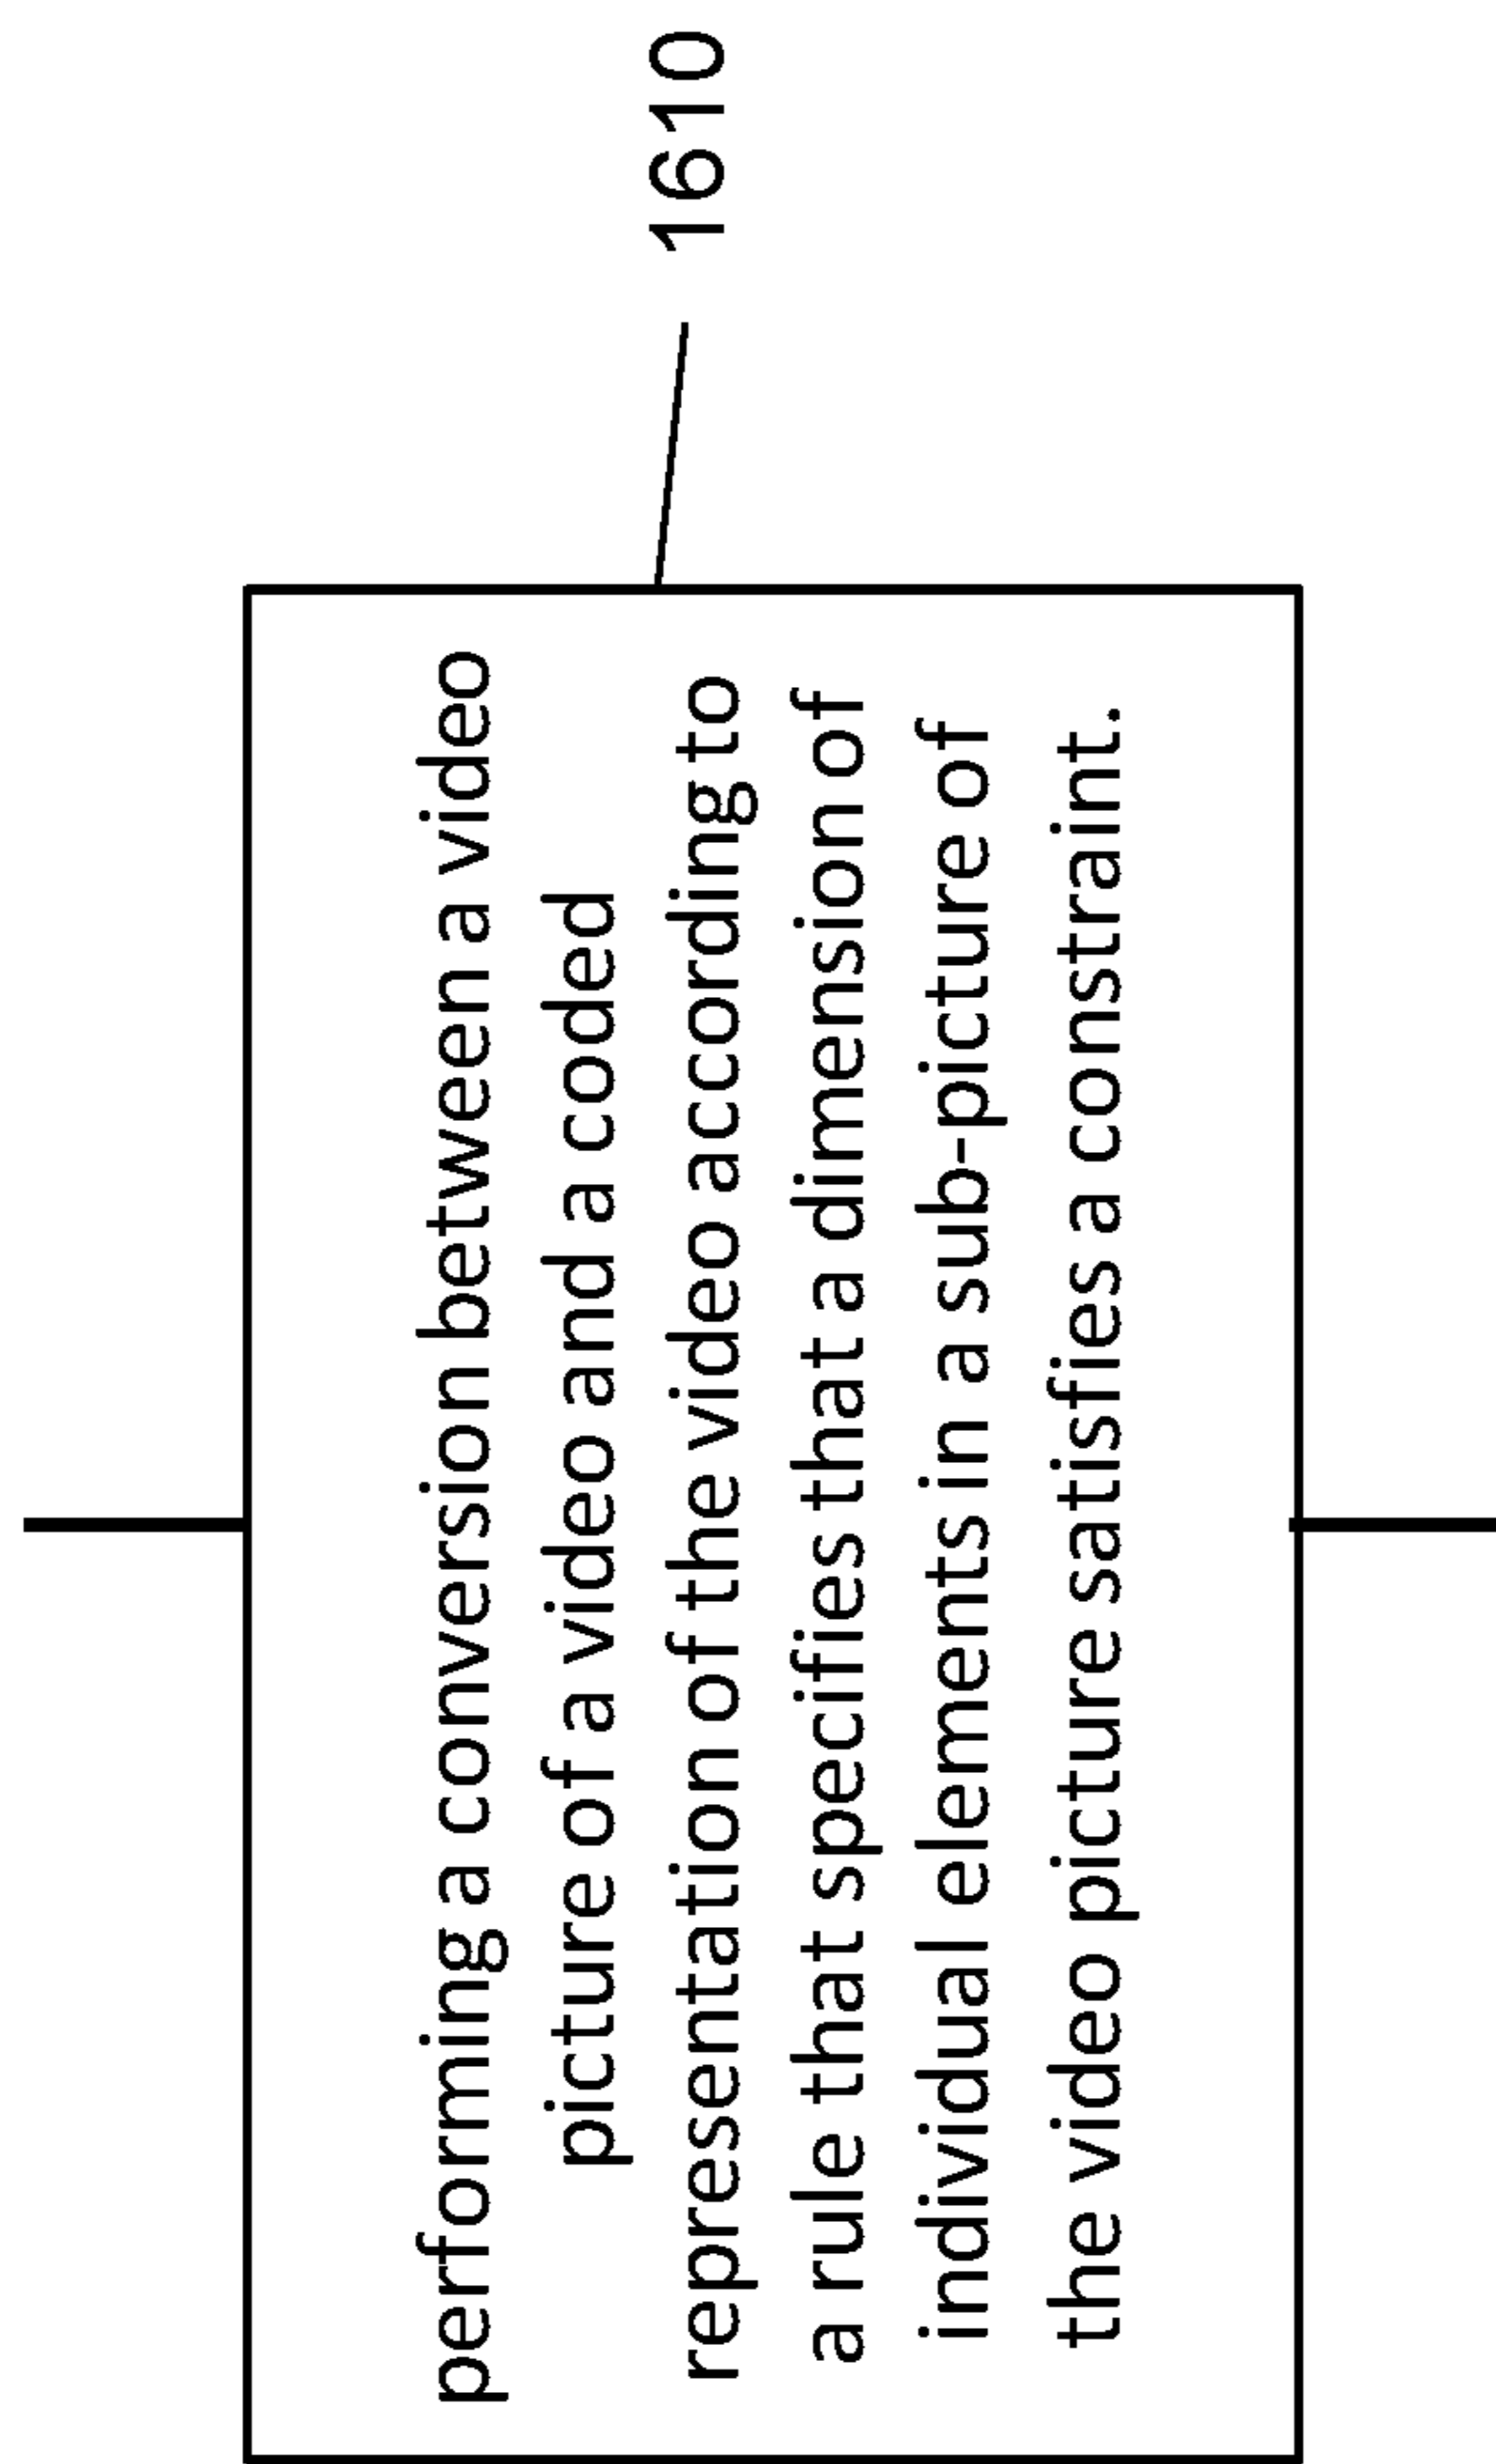 performing a conversion between a video
picture of a video and a coded
representation of the video according to
a rule that specifies that a dimension of
individual elements in a sub-picture of
the video picture satisfies a constraint.
1610